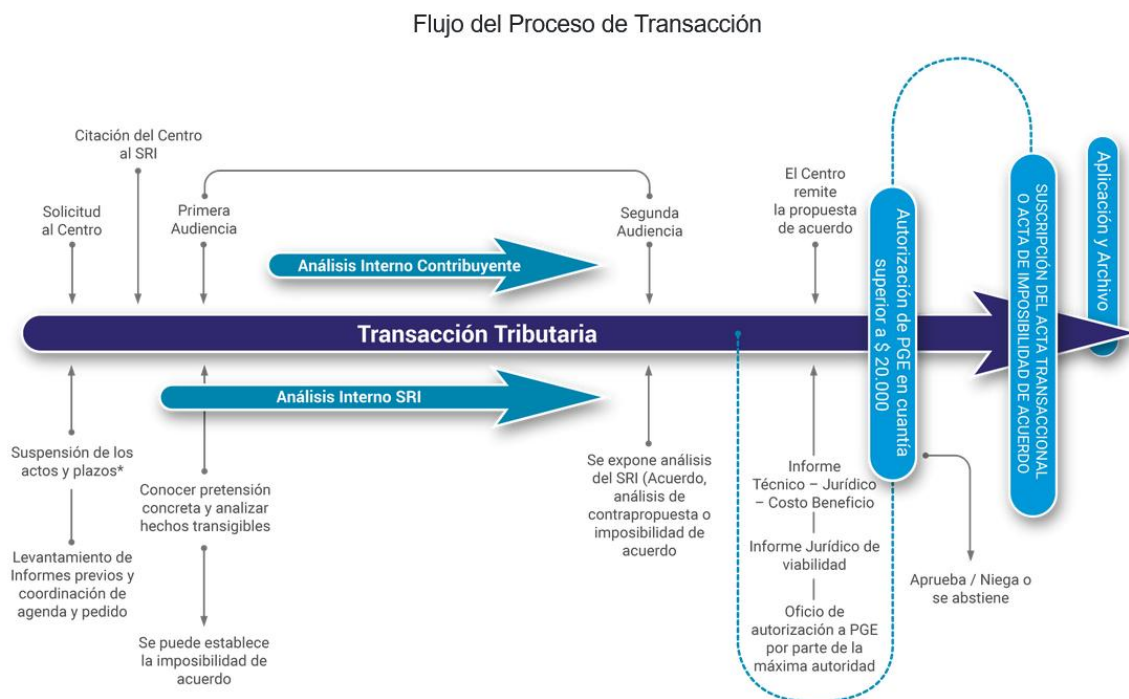 Flujo del Proceso de Transacción
Citación del Centro
al SRI
Solicitud
al Centro
Primera
Audiencia
Segunda
Audiencia
El Centro
remite
la propuesta
de acuerdo
Análisis Interno Contribuyente
Transacción Tributaria
Análisis Interno SRI
Autorización de PGE en cuantía
superior a $ 20.000
SUSCRIPCIÓN DEL ACTA TRANSACCIONAL
O ACTA DE IMPOSIBILIDAD DE ACUERDO
Aplicación y Archivo
Suspensión de los
actos y plazos*
Levantamiento de
Informes previos y
coordinación de
agenda y pedido
Conocer pretensión
concreta y analizar
hechos transigibles
Se puede establece
la imposibilidad de
acuerdo
Se expone análisis
del SRI (Acuerdo,
análisis de
contrapropuesta o
imposibilidad de
acuerdo
Informe
Técnico – Jurídico
– Costo Beneficio
Informe Jurídico de
viabilidad
Oficio de
autorización a PGE
por parte de la
máxima autoridad
Aprueba / Niega o
se abstiene